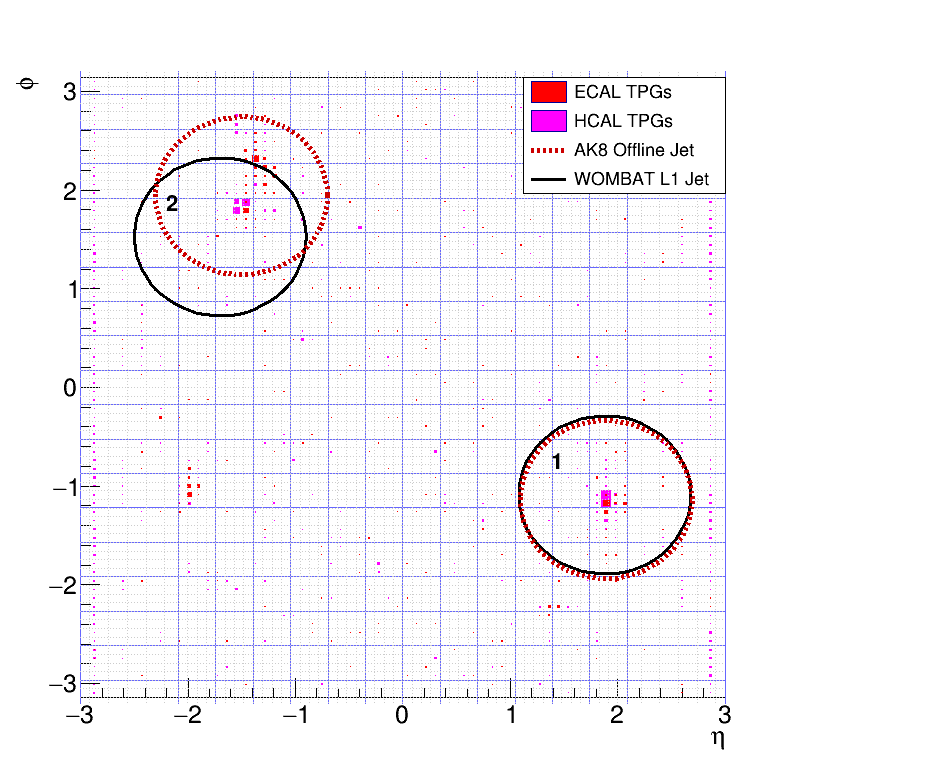 φ
3
2
1
0
−1
−2
−3
ECAL TPGs
HCAL TPGs
AK8 Offline Jet
WOMBAT L1 Jet
2
1
−3 −2 −1 0 1 2 3
η